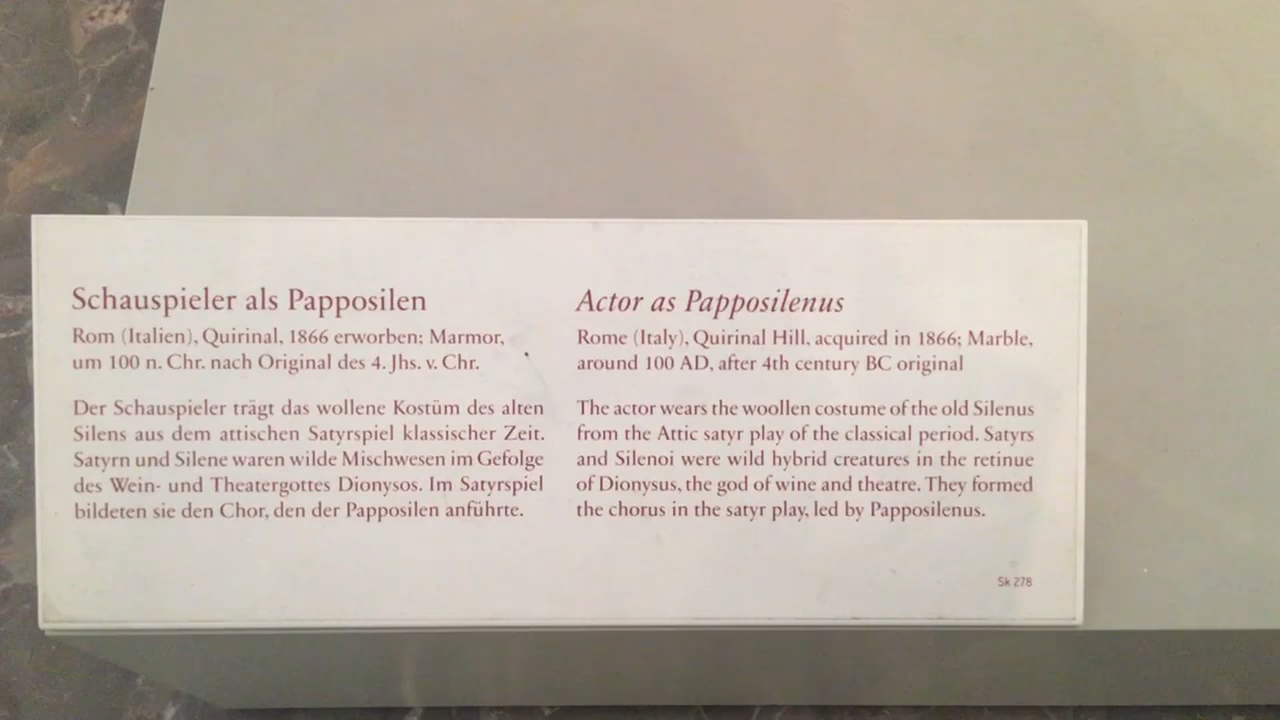 Schauspieler als Papposilen
Rom (Italien), Quirinal, 1866 erworben; Marmor,
um 100 n. Chr. nach Original des 4. Jhs. v. Chr.
Der Schauspieler trägt das wollene Kostüm des alten
Silens aus dem attischen Satyrspiel klassischer Zeit.
Satyrn und Silene waren wilde Mischwesen im Gefolge
des Wein- und Theatergottes Dionysos. Im Satyrspiel
bildeten sie den Chor, den der Papposilen anführte.
Actor as Papposilenus
Rome (Italy), Quirinal Hill, acquired in 1866; Marble,
around 100 AD, after 4th century BC original
The actor wears the woollen costume of the old Silenus
from the Attic satyr play of the classical period. Satyrs
and Silenoi were wild hybrid creatures in the retinue
of Dionysus, the god of wine and theatre. They formed
the chorus in the satyr play, led by Papposilenus.
Sk 278